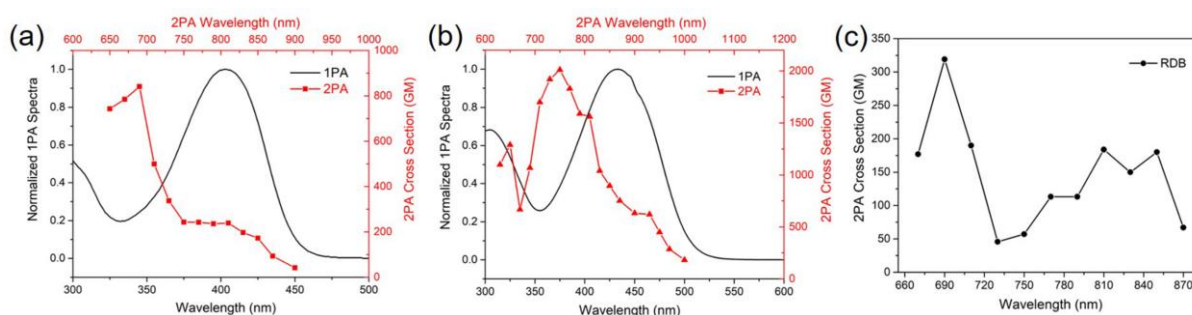 (a)
2PA Wavelength (nm)
600 650 700 750 800 850 900 950 1000
Normalized 1PA Spectra
1.0
0.8
0.6
0.4
0.2
0.0
1PA
2PA
1000
800
600
400
200
0
2PA Cross Section (GM)
300 350 400 450 500
Wavelength (nm)
(b)
2PA Wavelength (nm)
600 700 800 900 1000 1100 1200
Normalized 1PA Spectra
1.0
0.8
0.6
0.4
0.2
0.0
1PA
2PA
2000
1500
1000
500
0
2PA Cross Section (GM)
300 350 400 450 500 550 600
Wavelength (nm)
(c)
2PA Cross Section (GM)
350
300
250
200
150
100
50
0
RDB
660 690 720 750 780 810 840 870
Wavelength (nm)